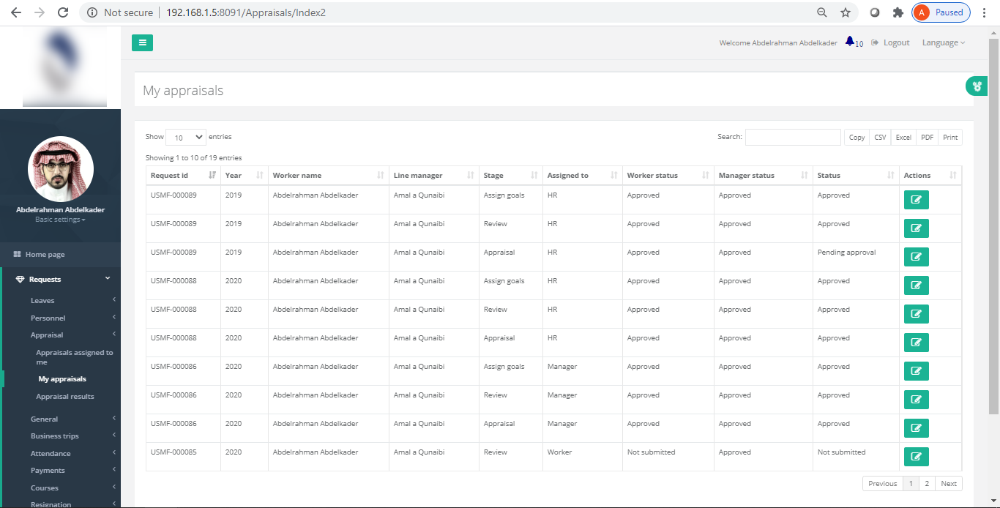 Not secure 192.168.1.5:8091/Appraisals/Index2 A Paused
Welcome Abdelrahman Abdelkader 10 Logout Language
My appraisals
Abdelrahman Abdelkader
Basic settings
Home page
Requests
Leaves
Personnel
Appraisal
Appraisals assigned to
me
My appraisals
Appraisal results
General
Business trips
Attendance
Payments
Courses
Resignation
Show 10 entries Search: Copy CSV Excel PDF Print
Showing 1 to 10 of 19 entries
Request id Year Worker name Line manager Stage Assigned to Worker status Manager status Status Actions
USMF-000089 2019 Abdelrahman Abdelkader Amal a Qunaibi Assign goals HR Approved Approved Approved
USMF-000089 2019 Abdelrahman Abdelkader Amal a Qunaibi Review HR Approved Approved Approved
USMF-000089 2019 Abdelrahman Abdelkader Amal a Qunaibi Appraisal HR Approved Approved Pending approval
USMF-000088 2020 Abdelrahman Abdelkader Amal a Qunaibi Assign goals HR Approved Approved Approved
USMF-000088 2020 Abdelrahman Abdelkader Amal a Qunaibi Review HR Approved Approved Approved
USMF-000088 2020 Abdelrahman Abdelkader Amal a Qunaibi Appraisal HR Approved Approved Approved
USMF-000086 2020 Abdelrahman Abdelkader Amal a Qunaibi Assign goals Manager Approved Approved Approved
USMF-000086 2020 Abdelrahman Abdelkader Amal a Qunaibi Review Manager Approved Approved Approved
USMF-000086 2020 Abdelrahman Abdelkader Amal a Qunaibi Appraisal Manager Approved Approved Approved
USMF-000085 2020 Abdelrahman Abdelkader Amal a Qunaibi Review Worker Not submitted Approved Not submitted
Previous 1 2 Next